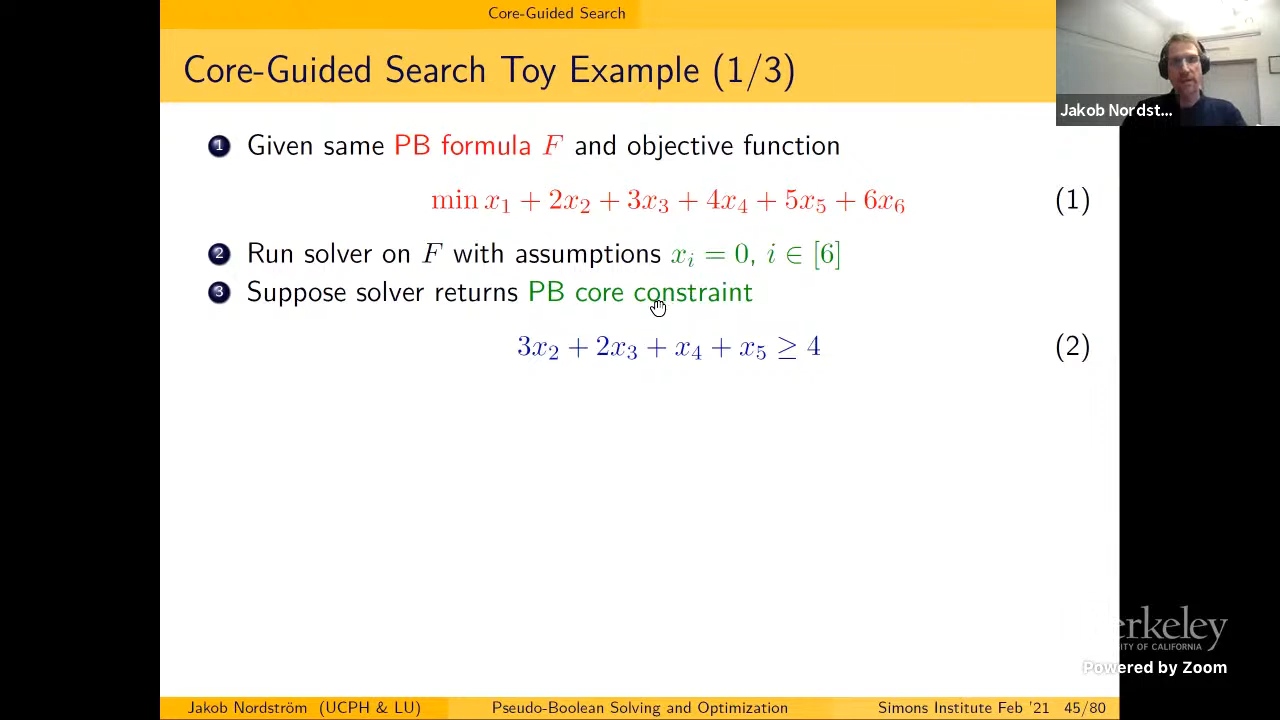 Core-Guided Search
Core-Guided Search Toy Example (1/3)
Jakob Nordst...
1 Given same PB formula F and objective function
min x₁ + 2x₂ + 3x₃ + 4x₄ + 5x₅ + 6x₆ (1)
2 Run solver on F with assumptions xᵢ = 0, i ∈ [6]
3 Suppose solver returns PB core constraint
3x₂ + 2x₃ + x₄ + x₅ ≥ 4 (2)
Powered by Zoom
Jakob Nordström (UCPH & LU) Pseudo-Boolean Solving and Optimization Simons Institute Feb '21 45/80